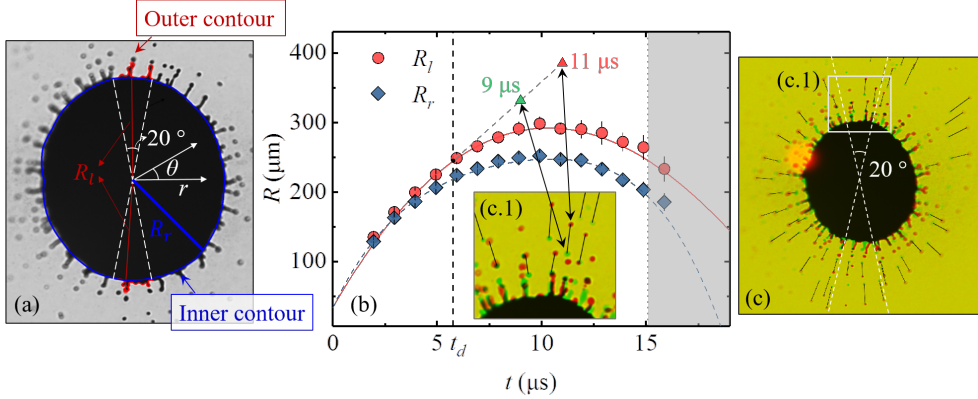 Outer contour
20 °
θ
R_l
r
R_r
(a)
Inner contour
400
300
200
100
R (μm)
R_l
R_r
9 μs
11 μs
(c.1)
(b)
0
5
t_d
10
15
t (μs)
(c.1)
20 °
(c)